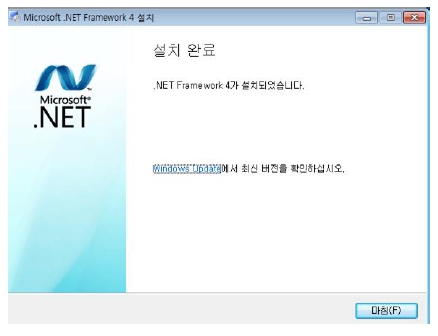 Microsoft .NET Framework 4 설치
설치 완료
Microsoft®
.NET
.NET Framework 4가 설치되었습니다.
Windows Update에서 최신 버전을 확인하십시오.
마침(F)